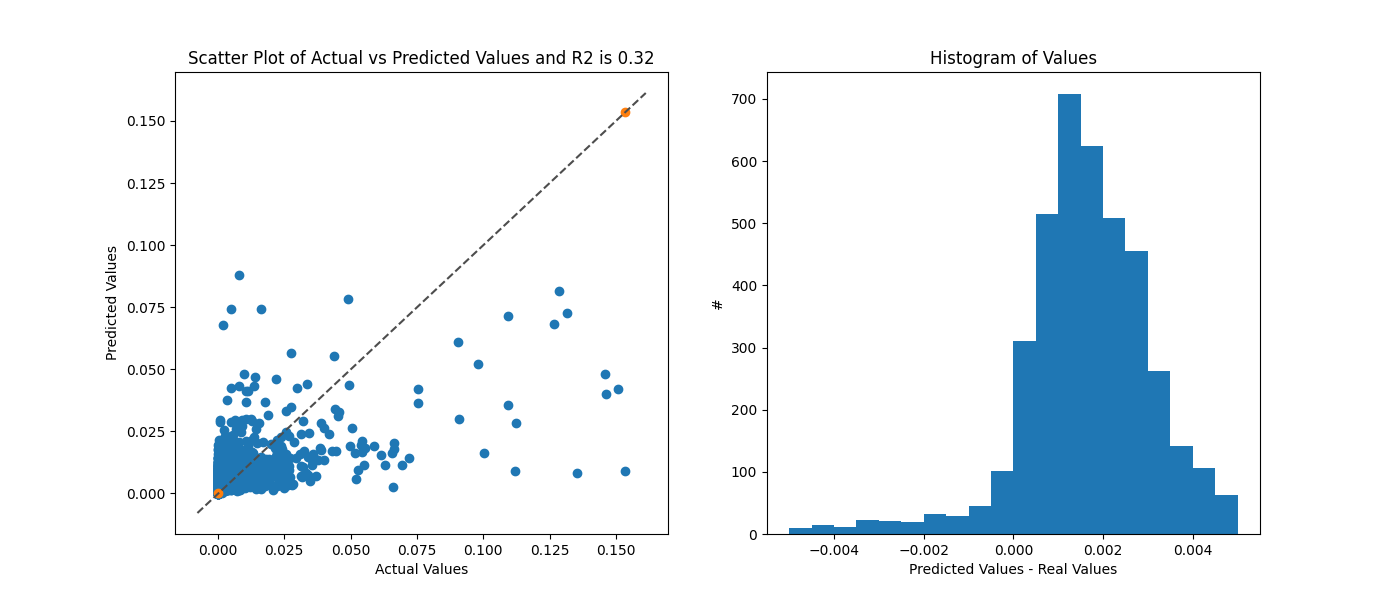 Scatter Plot of Actual vs Predicted Values and R2 is 0.32
0.150
0.125
0.100
0.075
0.050
0.025
0.000
Predicted Values
0.000 0.025 0.050 0.075 0.100 0.125 0.150
Actual Values
Histogram of Values
700
600
500
400
300
200
100
0
#
−0.004 −0.002 0.000 0.002 0.004
Predicted Values - Real Values